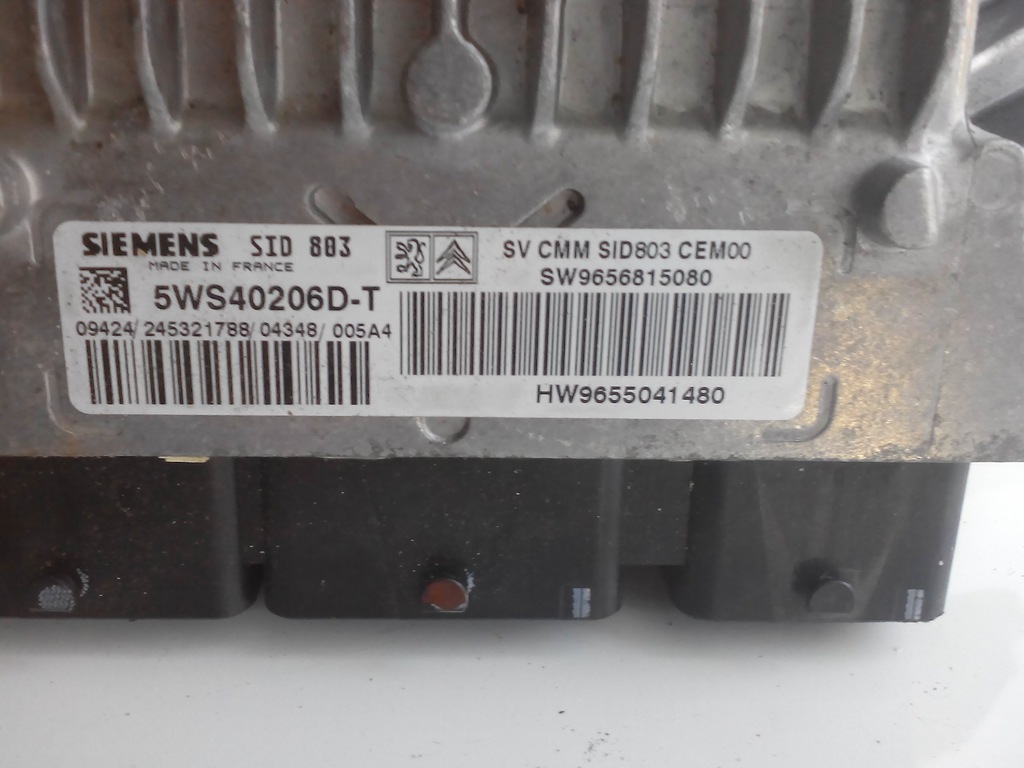 SIEMENS SID 803
MADE IN FRANCE
5WS40206D-T
09424/245321788/04348/005A4
SV CMM SID803 CEM00
SW9656815080
HW9655041480